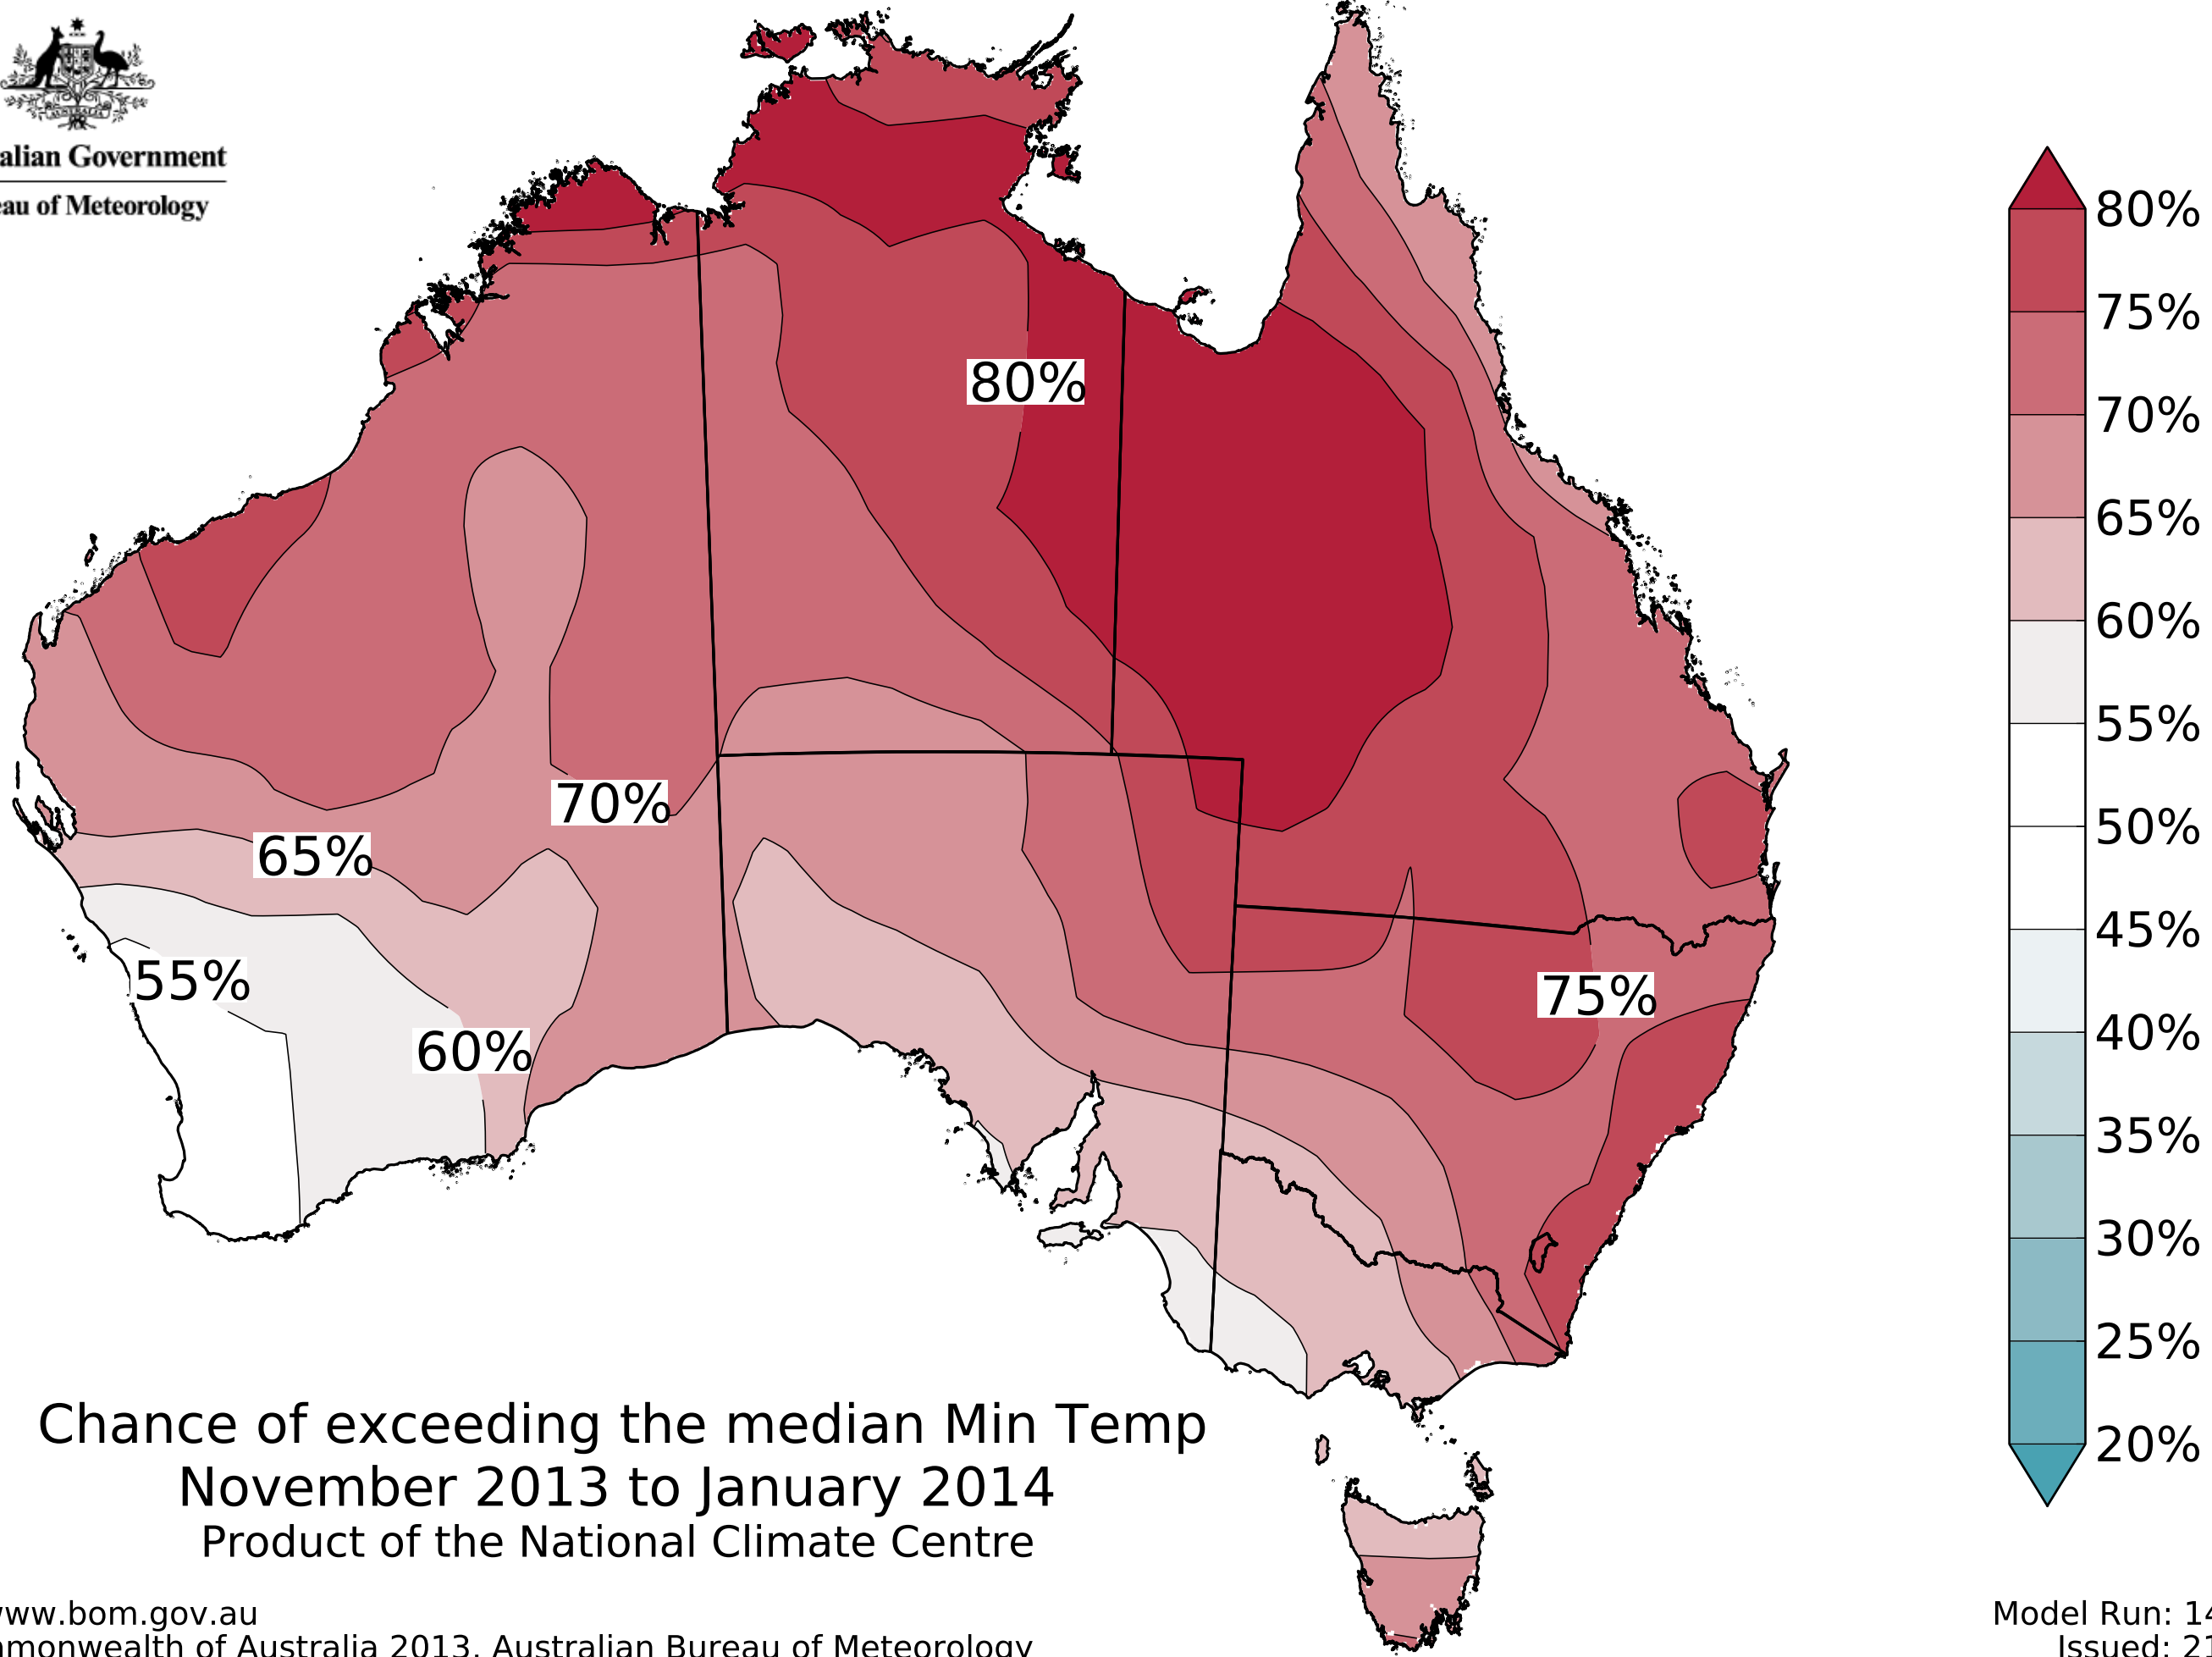 alian Government
eau of Meteorology
80%
70%
65%
55%
60%
75%
80%
75%
70%
65%
60%
55%
50%
45%
40%
35%
30%
25%
20%
Chance of exceeding the median Min Temp
November 2013 to January 2014
Product of the National Climate Centre
www.bom.gov.au
mmonwealth of Australia 2013, Australian Bureau of Meteorology
Model Run: 14
Issued: 21